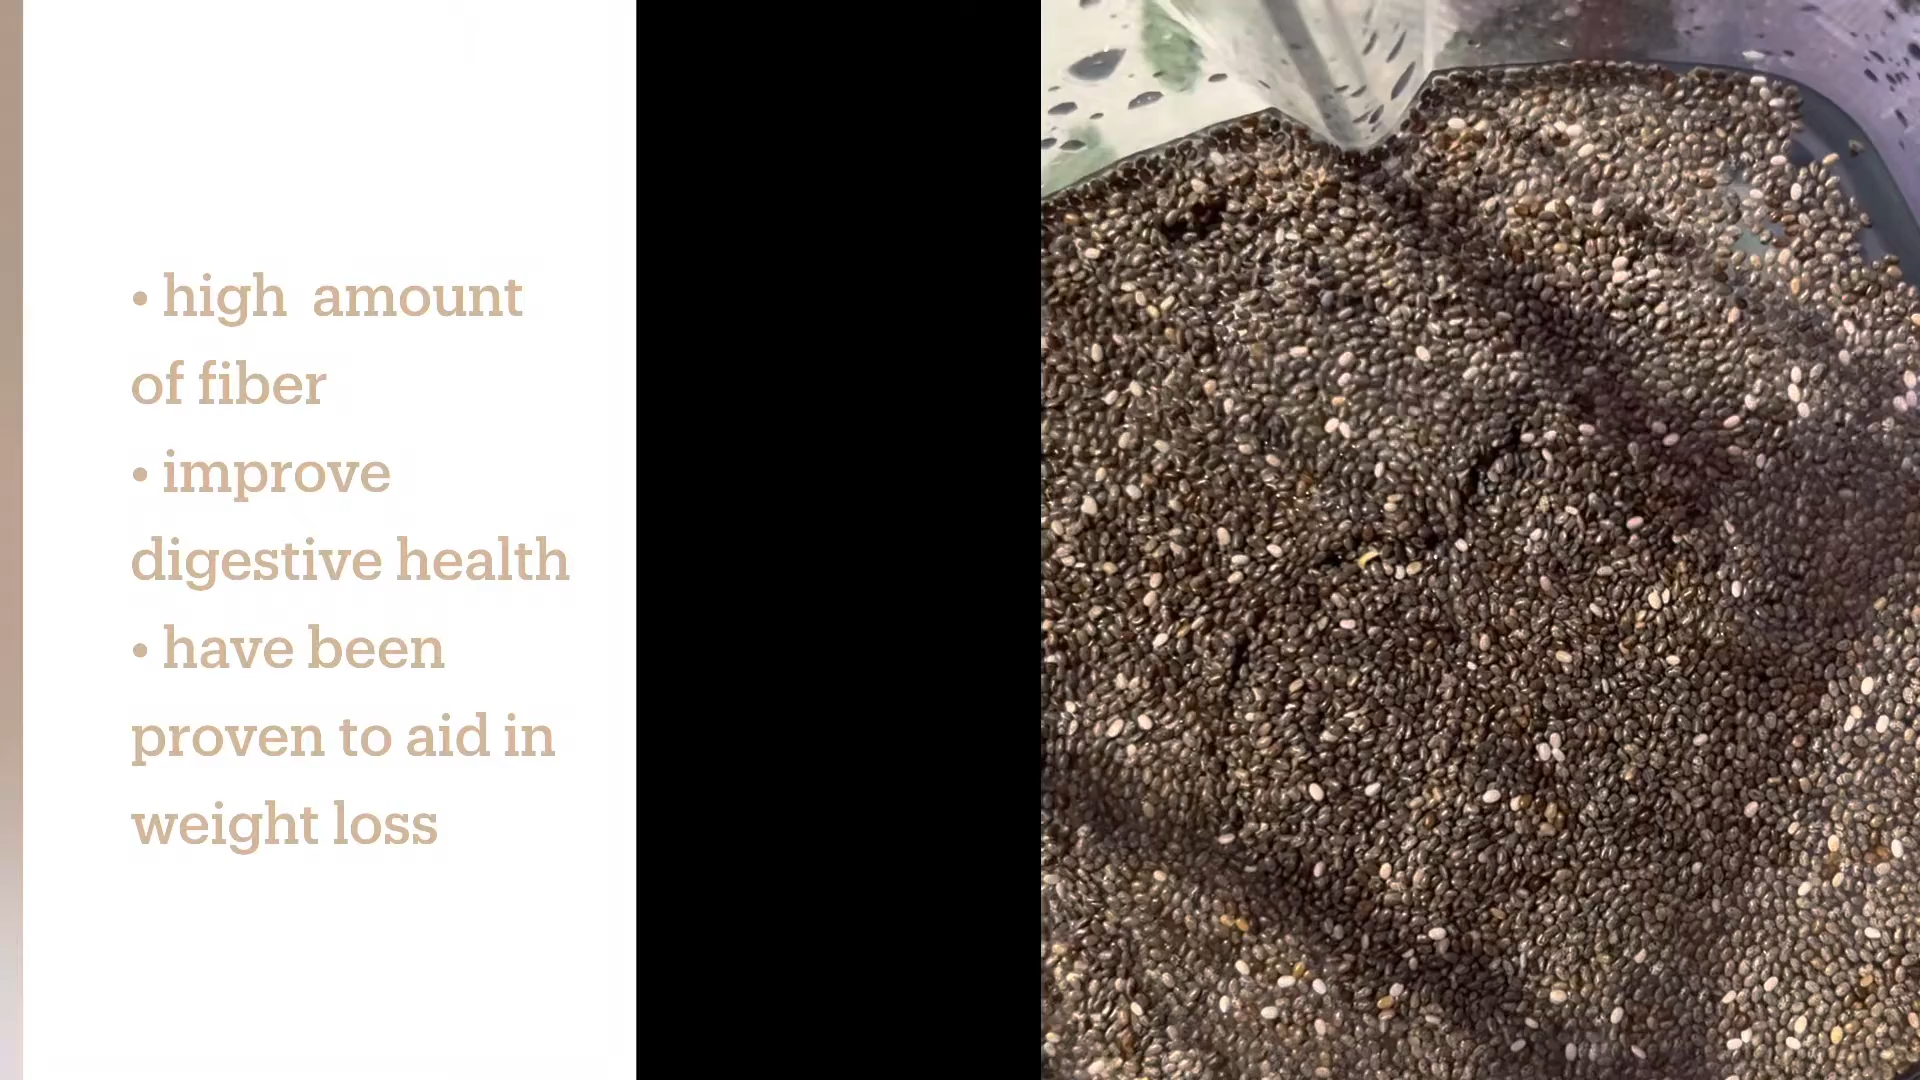 • high  amount
of fiber
• improve
digestive health
• have been
proven to aid in
weight loss